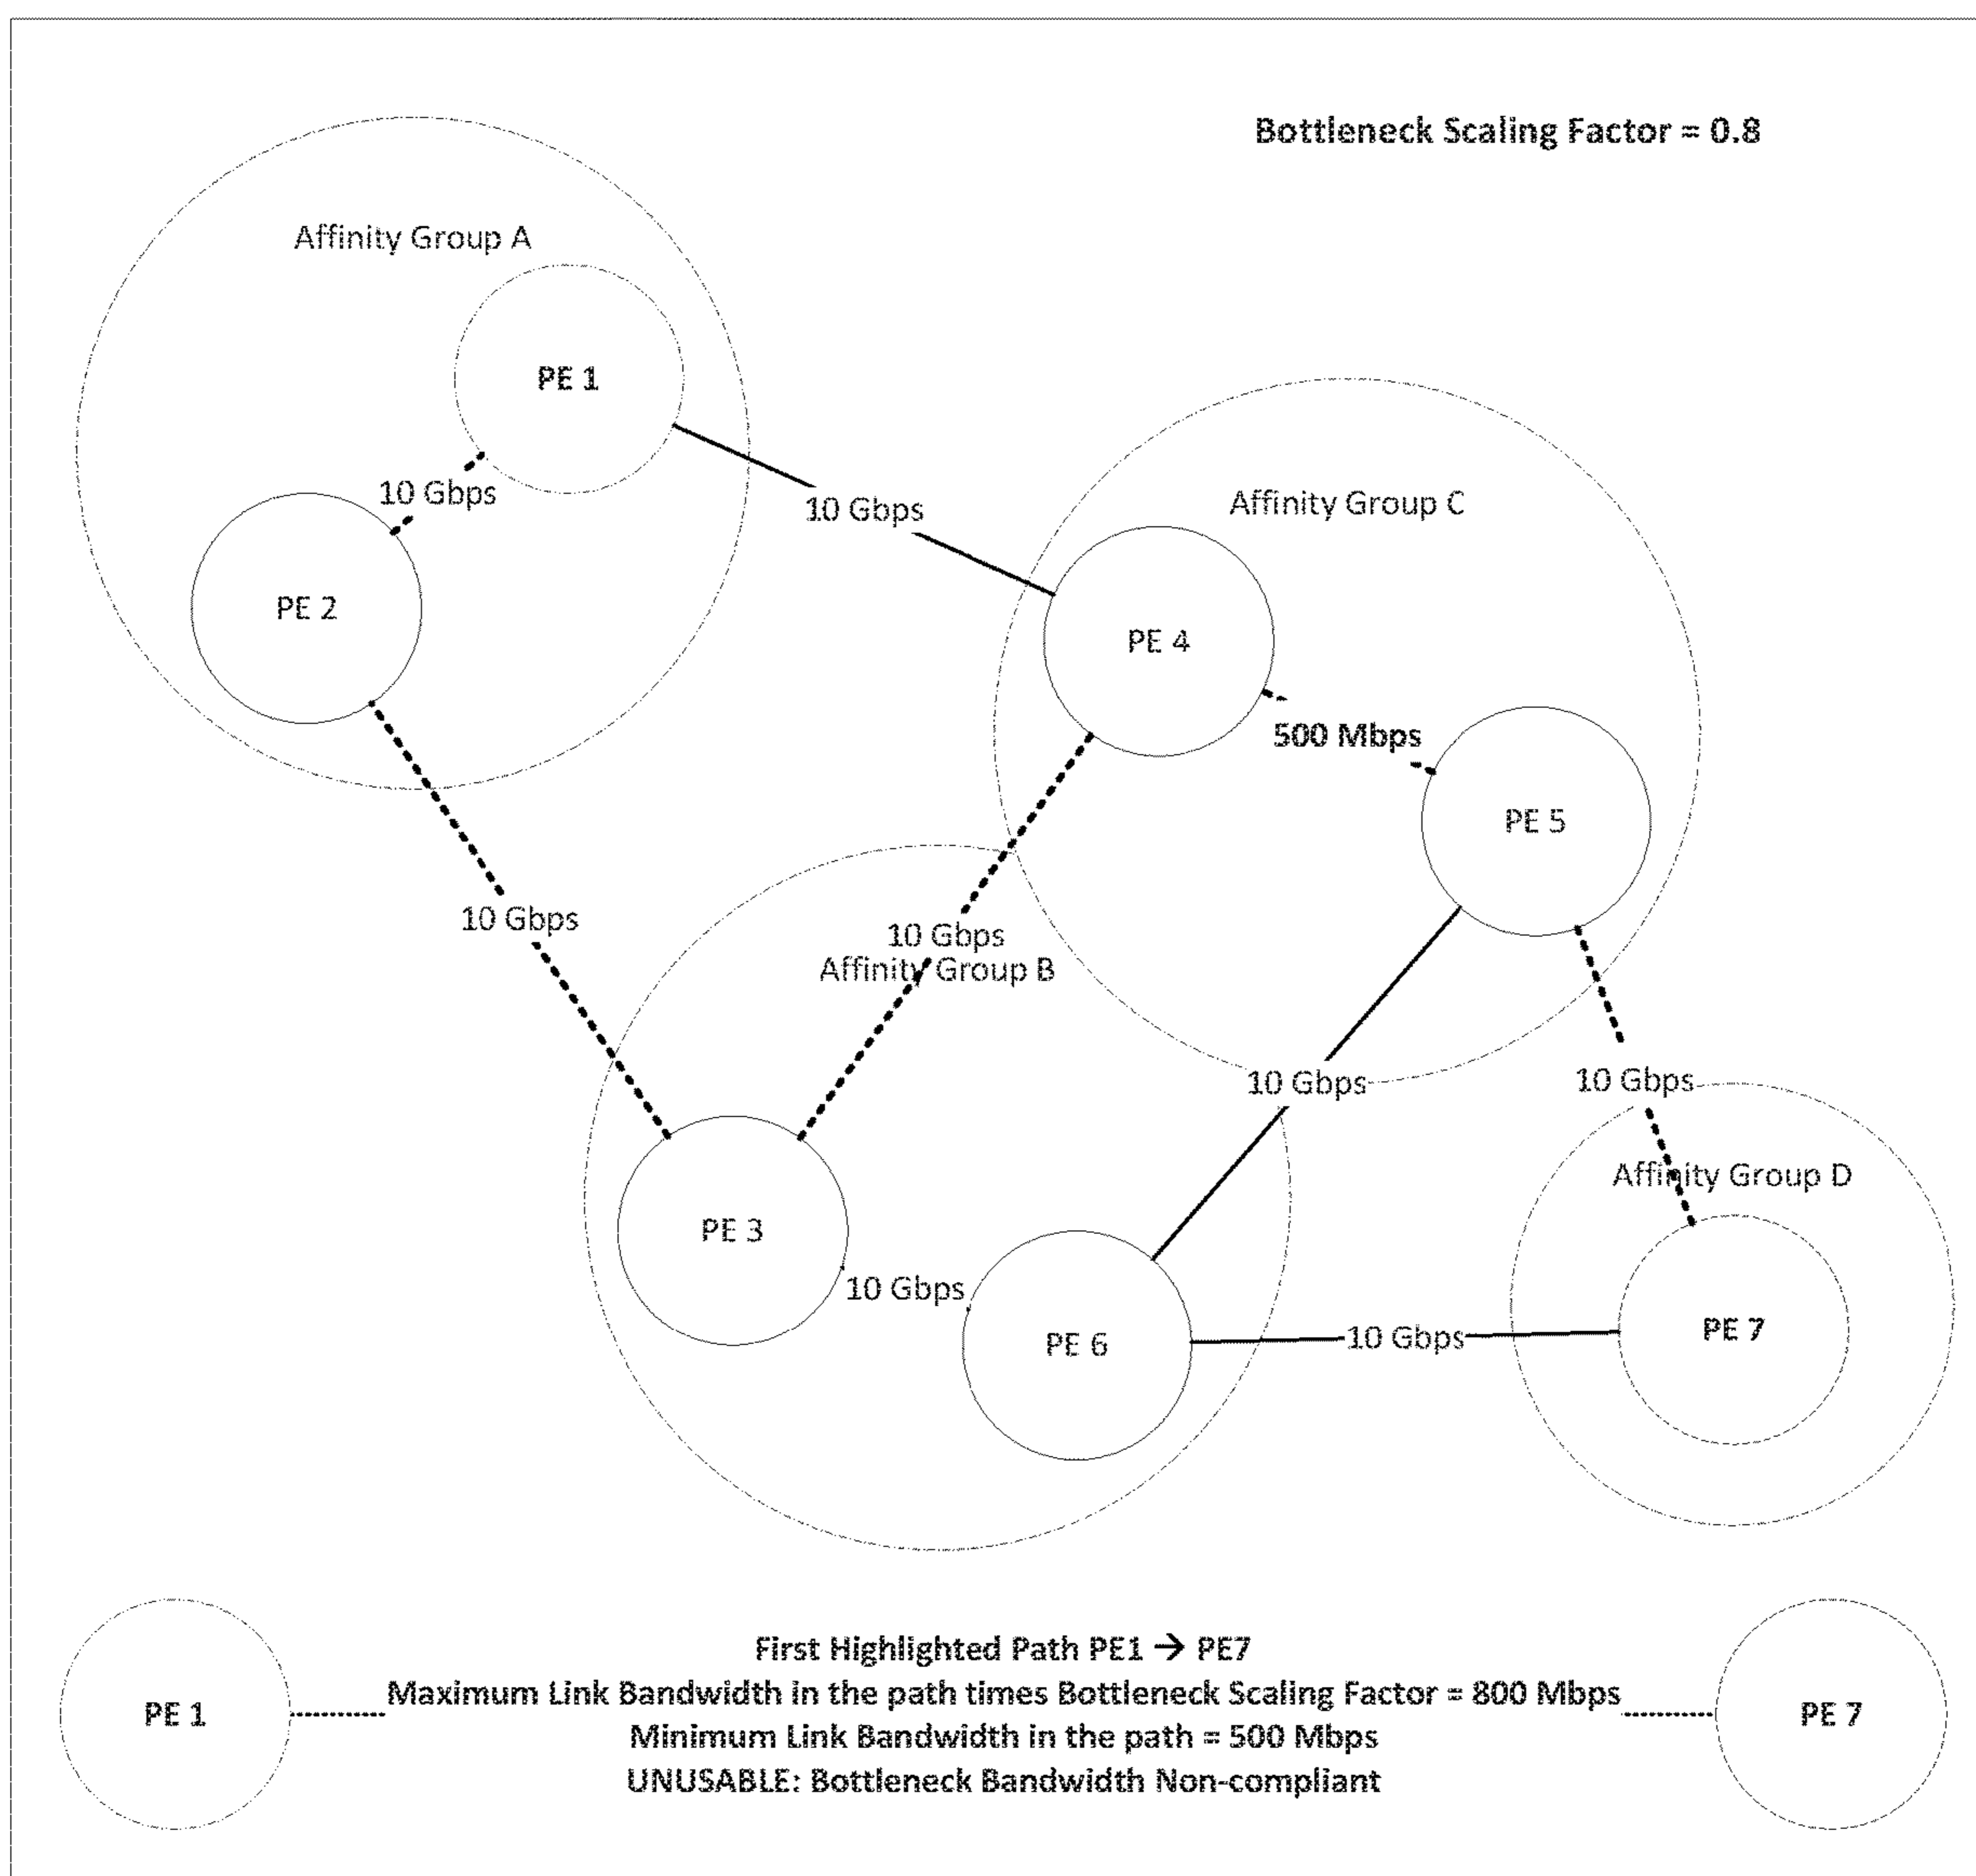 Bottleneck Scaling Factor = 0.8
Affinity Group A
PE 1
10 Gbps
PE 2
10 Gbps
Affinity Group C
PE 4
500 Mbps
PE 5
10 Gbps
10 Gbps
Affinity Group B
10 Gbps
10 Gbps
Affinity Group D
PE 3
10 Gbps
PE 6
10 Gbps
PE 7
First Highlighted Path PE1 → PE7
PE 1
Maximum Link Bandwidth in the path times Bottleneck Scaling Factor = 800 Mbps
PE 7
Minimum Link Bandwidth in the path = 500 Mbps
UNUSABLE: Bottleneck Bandwidth Non-compliant